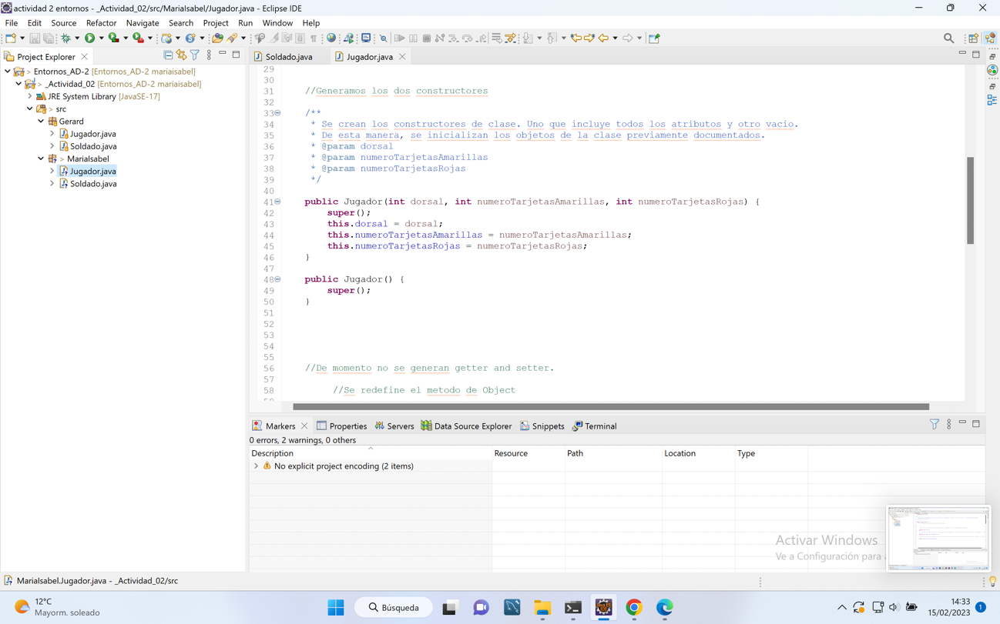 actividad 2 entornos - _Actividad_02/src/MariaIsabel/Jugador.java - Eclipse IDE
File Edit Source Refactor Navigate Search Project Run Window Help
Project Explorer
Entornos_AD-2 [Entornos_AD-2 mariaisabel]
> _Actividad_02 [Entornos_AD-2 mariaisabel]
JRE System Library [JavaSE-17]
> src
Gerard
Jugador.java
Soldado.java
> MariaIsabel
Jugador.java
Soldado.java
Soldado.java Jugador.java
29
30
31 //Generamos los dos constructores
32
33 /**
34 * Se crean los constructores de clase. Uno que incluye todos los atributos y otro vacio.
35 * De esta manera, se inicializan los objetos de la clase previamente documentados.
36 * @param dorsal
37 * @param numeroTarjetasAmarillas
38 * @param numeroTarjetasRojas
39 */
40
41 public Jugador(int dorsal, int numeroTarjetasAmarillas, int numeroTarjetasRojas) {
42 super();
43 this.dorsal = dorsal;
44 this.numeroTarjetasAmarillas = numeroTarjetasAmarillas;
45 this.numeroTarjetasRojas = numeroTarjetasRojas;
46 }
47
48 public Jugador() {
49 super();
50 }
51
52
53
54
55
56 //De momento no se generan getter and setter.
57
58 //Se redefine el metodo de Object
Markers Properties Servers Data Source Explorer Snippets Terminal
0 errors, 2 warnings, 0 others
Description Resource Path Location Type
No explicit project encoding (2 items)
Activar Windows
Ve a Configuración para
MariaIsabel.Jugador.java - _Actividad_02/src
12°C
Mayorm. soleado
Búsqueda
14:33
15/02/2023
1